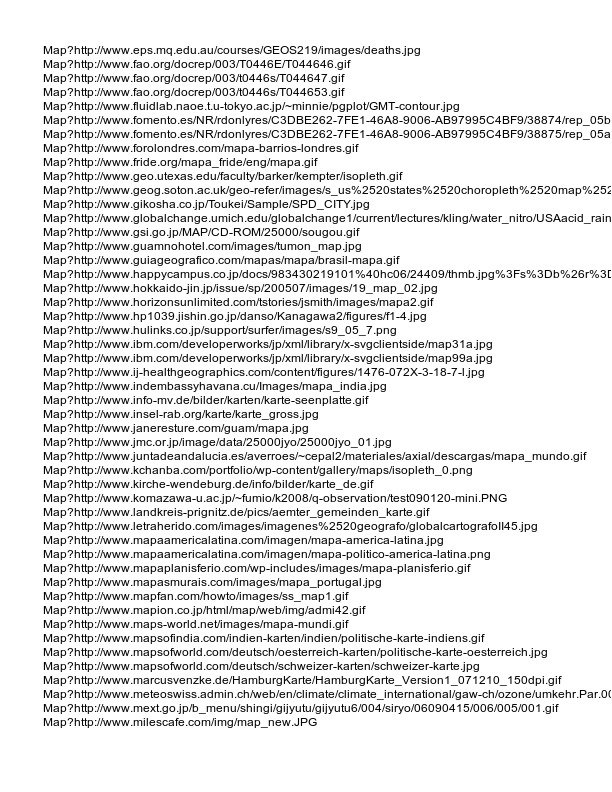 Map?http://www.eps.mq.edu.au/courses/GEOS219/images/deaths.jpg
Map?http://www.fao.org/docrep/003/T0446E/T044646.gif
Map?http://www.fao.org/docrep/003/t0446s/T044647.gif
Map?http://www.fao.org/docrep/003/t0446s/T044653.gif
Map?http://www.fluidlab.naoe.t.u-tokyo.ac.jp/~minnie/pgplot/GMT-contour.jpg
Map?http://www.fomento.es/NR/rdonlyres/C3DBE262-7FE1-46A8-9006-AB97995C4BF9/38874/rep_05b
Map?http://www.fomento.es/NR/rdonlyres/C3DBE262-7FE1-46A8-9006-AB97995C4BF9/38875/rep_05a
Map?http://www.forolondres.com/mapa-barrios-londres.gif
Map?http://www.fride.org/mapa_fride/eng/mapa.gif
Map?http://www.geo.utexas.edu/faculty/barker/kempter/isopleth.gif
Map?http://www.geog.soton.ac.uk/geo-refer/images/s_us%2520states%2520choropleth%2520map%252
Map?http://www.gikosha.co.jp/Toukei/Sample/SPD_CITY.jpg
Map?http://www.globalchange.umich.edu/globalchange1/current/lectures/kling/water_nitro/USAacid_rain
Map?http://www.gsi.go.jp/MAP/CD-ROM/25000/sougou.gif
Map?http://www.guamnohotel.com/images/tumon_map.jpg
Map?http://www.guiageografico.com/mapas/mapa/brasil-mapa.gif
Map?http://www.happycampus.co.jp/docs/983430219101%40hc06/24409/thmb.jpg%3Fs%3Db%26r%3D
Map?http://www.hokkaido-jin.jp/issue/sp/200507/images/19_map_02.jpg
Map?http://www.horizonsunlimited.com/tstories/jsmith/images/mapa2.gif
Map?http://www.hp1039.jishin.go.jp/danso/Kanagawa2/figures/f1-4.jpg
Map?http://www.hulinks.co.jp/support/surfer/images/s9_05_7.png
Map?http://www.ibm.com/developerworks/jp/xml/library/x-svgclientside/map31a.jpg
Map?http://www.ibm.com/developerworks/jp/xml/library/x-svgclientside/map99a.jpg
Map?http://www.ij-healthgeographics.com/content/figures/1476-072X-3-18-7-l.jpg
Map?http://www.indembassyhavana.cu/Images/mapa_india.jpg
Map?http://www.info-mv.de/bilder/karten/karte-seenplatte.gif
Map?http://www.insel-rab.org/karte/karte_gross.jpg
Map?http://www.janeresture.com/guam/mapa.jpg
Map?http://www.jmc.or.jp/image/data/25000jyo/25000jyo_01.jpg
Map?http://www.juntadeandalucia.es/averroes/~cepal2/materiales/axial/descargas/mapa_mundo.gif
Map?http://www.kchanba.com/portfolio/wp-content/gallery/maps/isopleth_0.png
Map?http://www.kirche-wendeburg.de/info/bilder/karte_de.gif
Map?http://www.komazawa-u.ac.jp/~fumio/k2008/q-observation/test090120-mini.PNG
Map?http://www.landkreis-prignitz.de/pics/aemter_gemeinden_karte.gif
Map?http://www.letraherido.com/images/imagenes%2520geografo/globalcartografoII45.jpg
Map?http://www.mapaamericalatina.com/imagen/mapa-america-latina.jpg
Map?http://www.mapaamericalatina.com/imagen/mapa-politico-america-latina.png
Map?http://www.mapaplanisferio.com/wp-includes/images/mapa-planisferio.gif
Map?http://www.mapasmurais.com/images/mapa_portugal.jpg
Map?http://www.mapfan.com/howto/images/ss_map1.gif
Map?http://www.mapion.co.jp/html/map/web/img/admi42.gif
Map?http://www.maps-world.net/images/mapa-mundi.gif
Map?http://www.mapsofindia.com/indien-karten/indien/politische-karte-indiens.gif
Map?http://www.mapsofworld.com/deutsch/oesterreich-karten/politische-karte-oesterreich.jpg
Map?http://www.mapsofworld.com/deutsch/schweizer-karten/schweizer-karte.jpg
Map?http://www.marcusvenzke.de/HamburgKarte/HamburgKarte_Version1_071210_150dpi.gif
Map?http://www.meteoswiss.admin.ch/web/en/climate/climate_international/gaw-ch/ozone/umkehr.Par.00
Map?http://www.mext.go.jp/b_menu/shingi/gijyutu/gijyutu6/004/siryo/06090415/006/005/001.gif
Map?http://www.milescafe.com/img/map_new.JPG